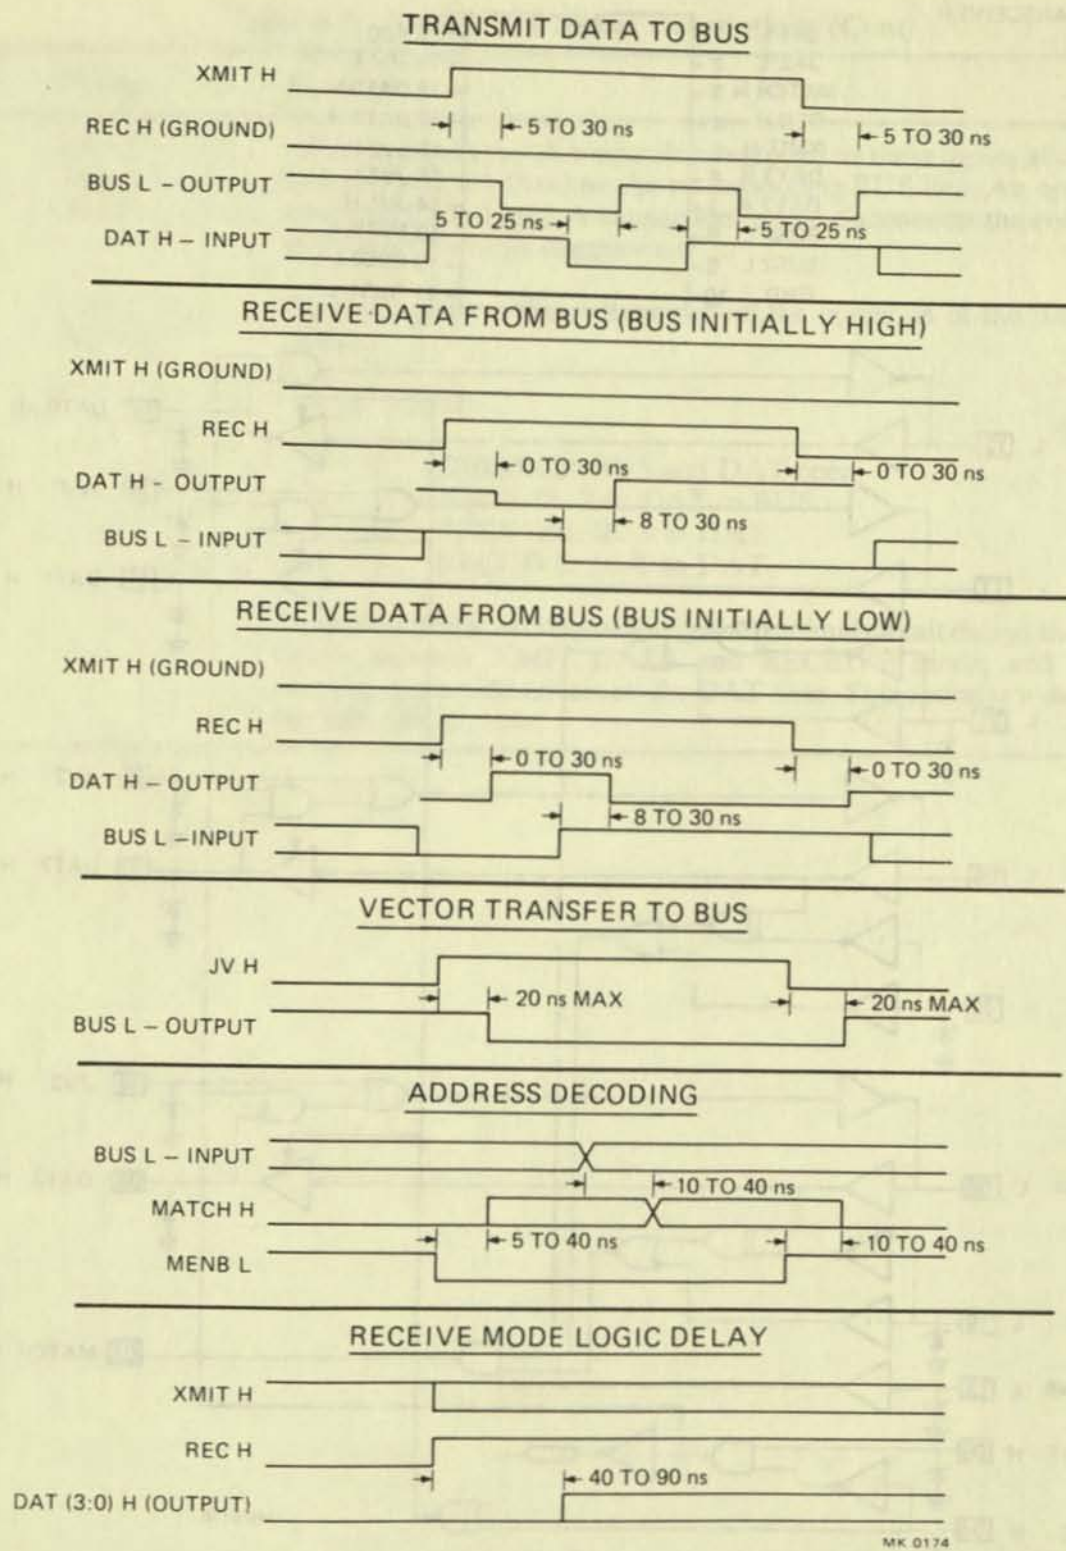 TRANSMIT DATA TO BUS
XMIT H
REC H (GROUND)
5 TO 30 ns
5 TO 30 ns
BUS L – OUTPUT
5 TO 25 ns
5 TO 25 ns
DAT H – INPUT
RECEIVE DATA FROM BUS (BUS INITIALLY HIGH)
XMIT H (GROUND)
REC H
0 TO 30 ns
0 TO 30 ns
DAT H – OUTPUT
8 TO 30 ns
BUS L – INPUT
RECEIVE DATA FROM BUS (BUS INITIALLY LOW)
XMIT H (GROUND)
REC H
0 TO 30 ns
0 TO 30 ns
DAT H – OUTPUT
8 TO 30 ns
BUS L – INPUT
VECTOR TRANSFER TO BUS
JV H
20 ns MAX
20 ns MAX
BUS L – OUTPUT
ADDRESS DECODING
BUS L – INPUT
10 TO 40 ns
MATCH H
5 TO 40 ns
10 TO 40 ns
MENB L
RECEIVE MODE LOGIC DELAY
XMIT H
REC H
40 TO 90 ns
DAT (3:0) H (OUTPUT)
MK 0174